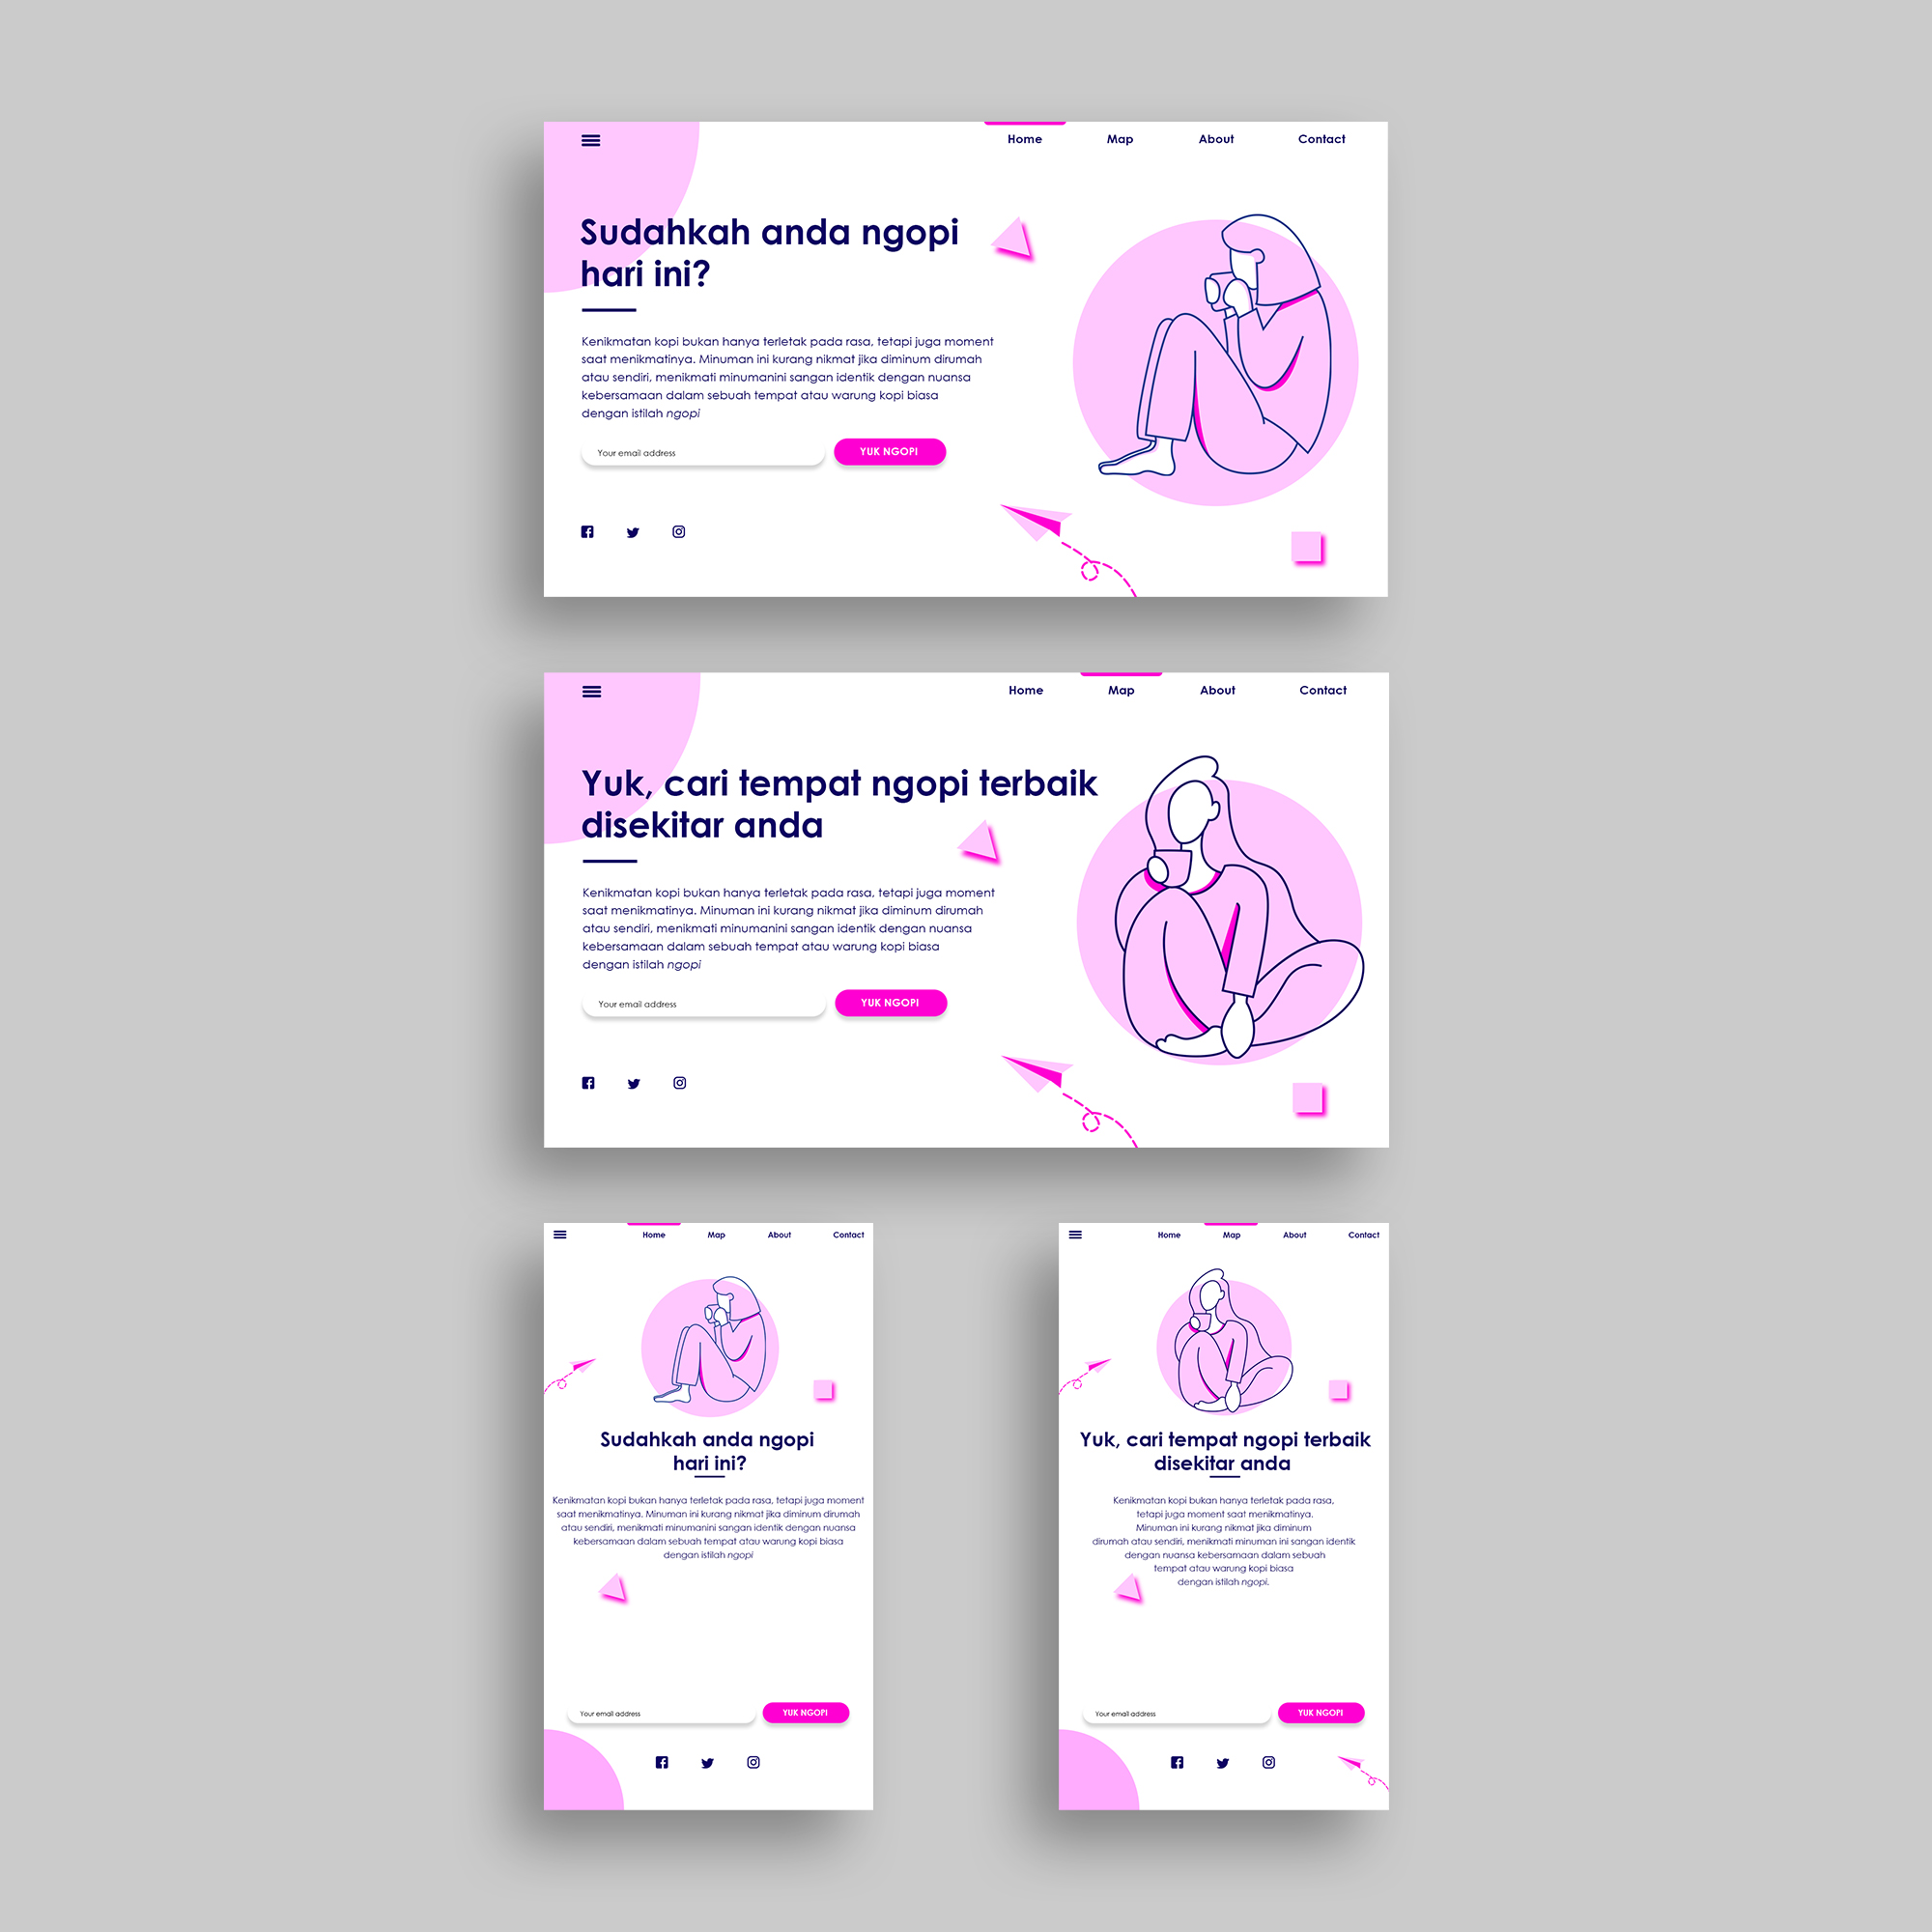 Home Map About Contact
Sudahkah anda ngopi
hari ini?
Kenikmatan kopi bukan hanya terletak pada rasa, tetapi juga moment
saat menikmatinya. Minuman ini kurang nikmat jika diminum dirumah
atau sendiri, menikmati minumanini sangan identik dengan nuansa
kebersamaan dalam sebuah tempat atau warung kopi biasa
dengan istilah ngopi
Your email address YUK NGOPI
Home Map About Contact
Yuk, cari tempat ngopi terbaik
disekitar anda
Kenikmatan kopi bukan hanya terletak pada rasa, tetapi juga moment
saat menikmatinya. Minuman ini kurang nikmat jika diminum dirumah
atau sendiri, menikmati minumanini sangan identik dengan nuansa
kebersamaan dalam sebuah tempat atau warung kopi biasa
dengan istilah ngopi
Your email address YUK NGOPI
Home Map About Contact
Sudahkah anda ngopi
hari ini?
Kenikmatan kopi bukan hanya terletak pada rasa, tetapi juga moment
saat menikmatinya. Minuman ini kurang nikmat jika diminum dirumah
atau sendiri, menikmati minumanini sangan identik dengan nuansa
kebersamaan dalam sebuah tempat atau warung kopi biasa
dengan istilah ngopi
Your email address YUK NGOPI
Home Map About Contact
Yuk, cari tempat ngopi terbaik
disekitar anda
Kenikmatan kopi bukan hanya terletak pada rasa,
tetapi juga moment saat menikmatinya.
Minuman ini kurang nikmat jika diminum
dirumah atau sendiri, menikmati minuman ini sangan identik
dengan nuansa kebersamaan dalam sebuah
tempat atau warung kopi biasa
dengan istilah ngopi.
Your email address YUK NGOPI